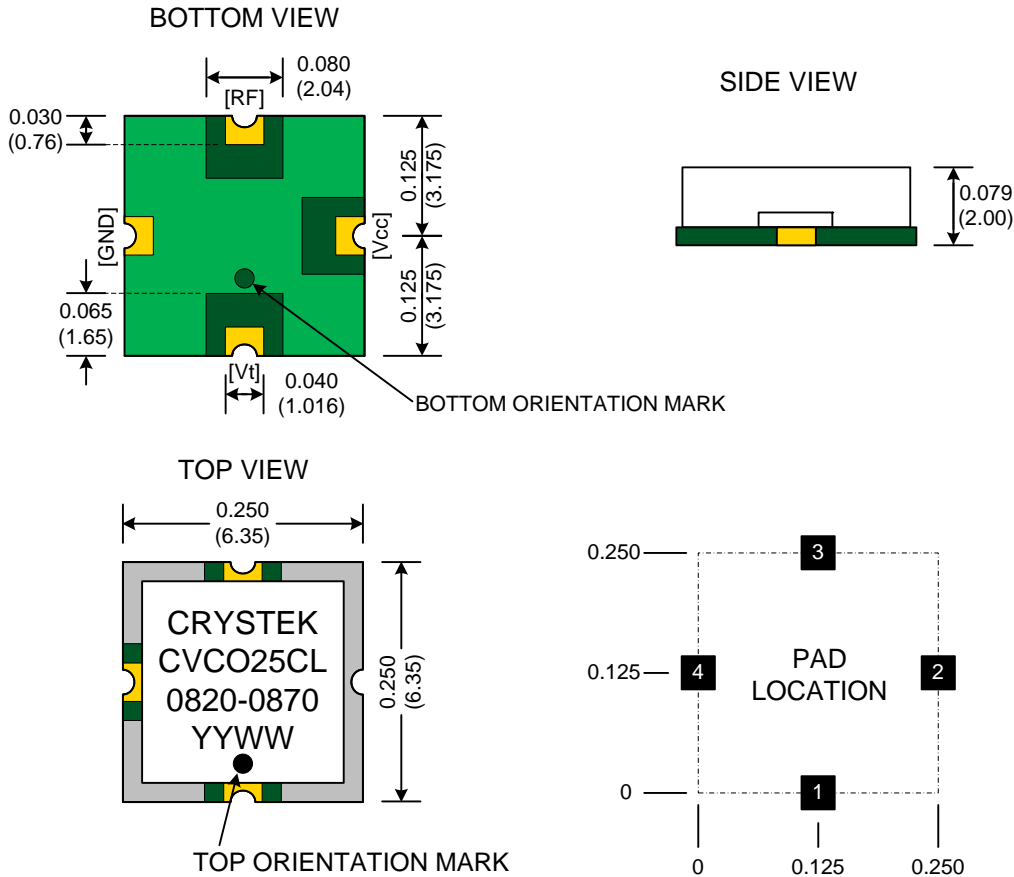 BOTTOM VIEW
0.080
(2.04)
[RF]
0.030
(0.76)
0.125
(3.175)
[GND]
[Vcc]
0.125
(3.175)
0.065
(1.65)
[Vt]
0.040
(1.016)
BOTTOM ORIENTATION MARK
SIDE VIEW
0.079
(2.00)
TOP VIEW
0.250
(6.35)
CRYSTEK
CVCO25CL
0820-0870
YYWW
0.250
(6.35)
TOP ORIENTATION MARK
0.250
3
0.125
4
PAD
LOCATION
2
0
1
0
0.125
0.250